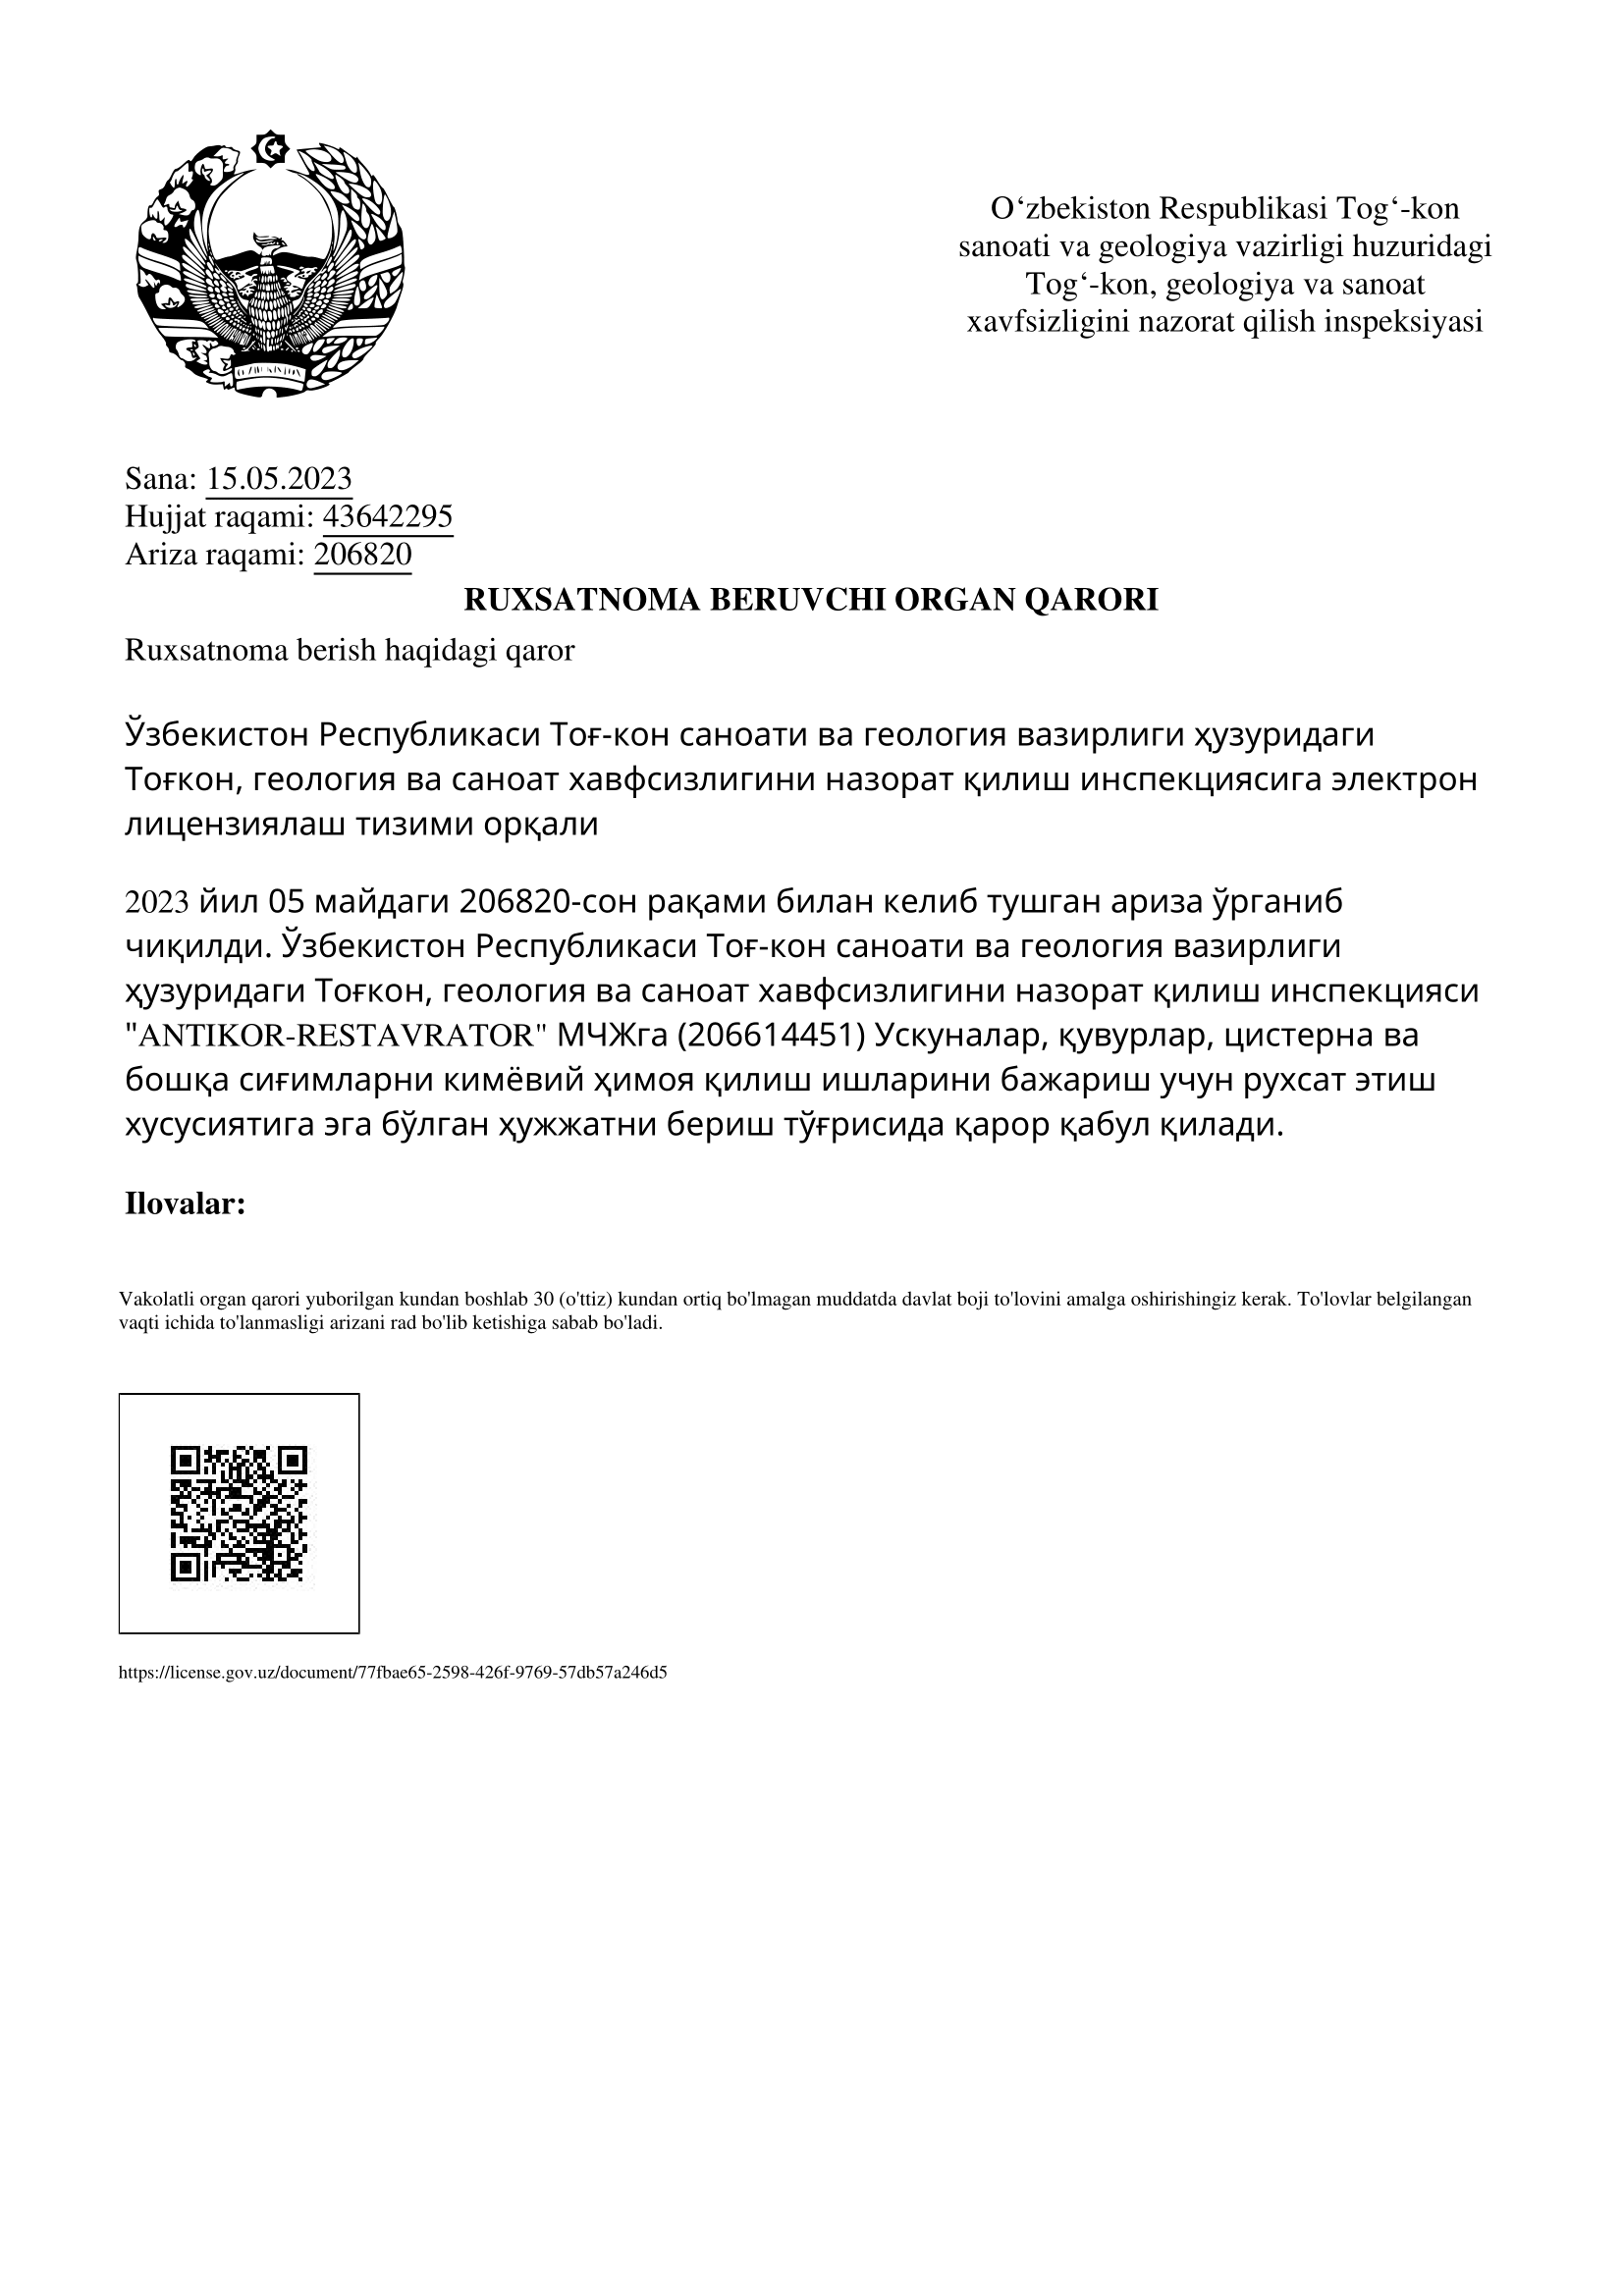 O‘zbekiston Respublikasi Tog‘-kon
sanoati va geologiya vazirligi huzuridagi
Tog‘-kon, geologiya va sanoat
xavfsizligini nazorat qilish inspeksiyasi
Sana: 15.05.2023
Hujjat raqami: 43642295
Ariza raqami: 206820
RUXSATNOMA BERUVCHI ORGAN QARORI
Ruxsatnoma berish haqidagi qaror
Ўзбекистон Республикаси Тоғ-кон саноати ва геология вазирлиги ҳузуридаги
Тоғкон, геология ва саноат хавфсизлигини назорат қилиш инспекциясига электрон
лицензиялаш тизими орқали
2023 йил 05 майдаги 206820-сон рақами билан келиб тушган ариза ўрганиб
чиқилди. Ўзбекистон Республикаси Тоғ-кон саноати ва геология вазирлиги
ҳузуридаги Тоғкон, геология ва саноат хавфсизлигини назорат қилиш инспекцияси
"ANTIKOR-RESTAVRATOR" МЧЖга (206614451) Ускуналар, қувурлар, цистерна ва
бошқа сиғимларни кимёвий ҳимоя қилиш ишларини бажариш учун рухсат этиш
хусусиятига эга бўлган ҳужжатни бериш тўғрисида қарор қабул қилади.
Ilovalar:
Vakolatli organ qarori yuborilgan kundan boshlab 30 (o'ttiz) kundan ortiq bo'lmagan muddatda davlat boji to'lovini amalga oshirishingiz kerak. To'lovlar belgilangan
vaqti ichida to'lanmasligi arizani rad bo'lib ketishiga sabab bo'ladi.
https://license.gov.uz/document/77fbae65-2598-426f-9769-57db57a246d5